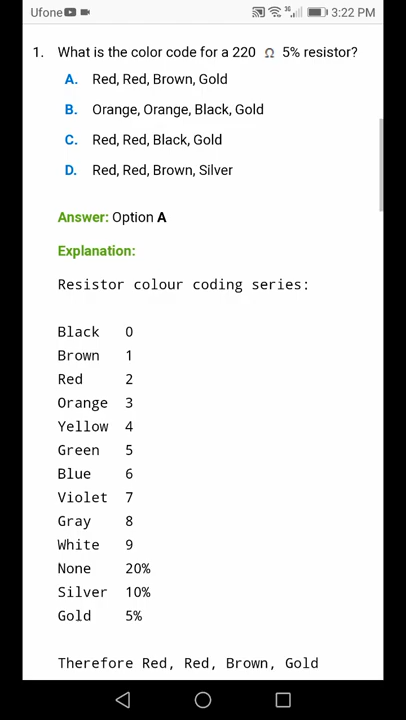 Ufone 3G 3:22 PM
1. What is the color code for a 220 Ω 5% resistor?
A. Red, Red, Brown, Gold
B. Orange, Orange, Black, Gold
C. Red, Red, Black, Gold
D. Red, Red, Brown, Silver
Answer: Option A
Explanation:
Resistor colour coding series:
Black 0
Brown 1
Red 2
Orange 3
Yellow 4
Green 5
Blue 6
Violet 7
Gray 8
White 9
None 20%
Silver 10%
Gold 5%
Therefore Red, Red, Brown, Gold